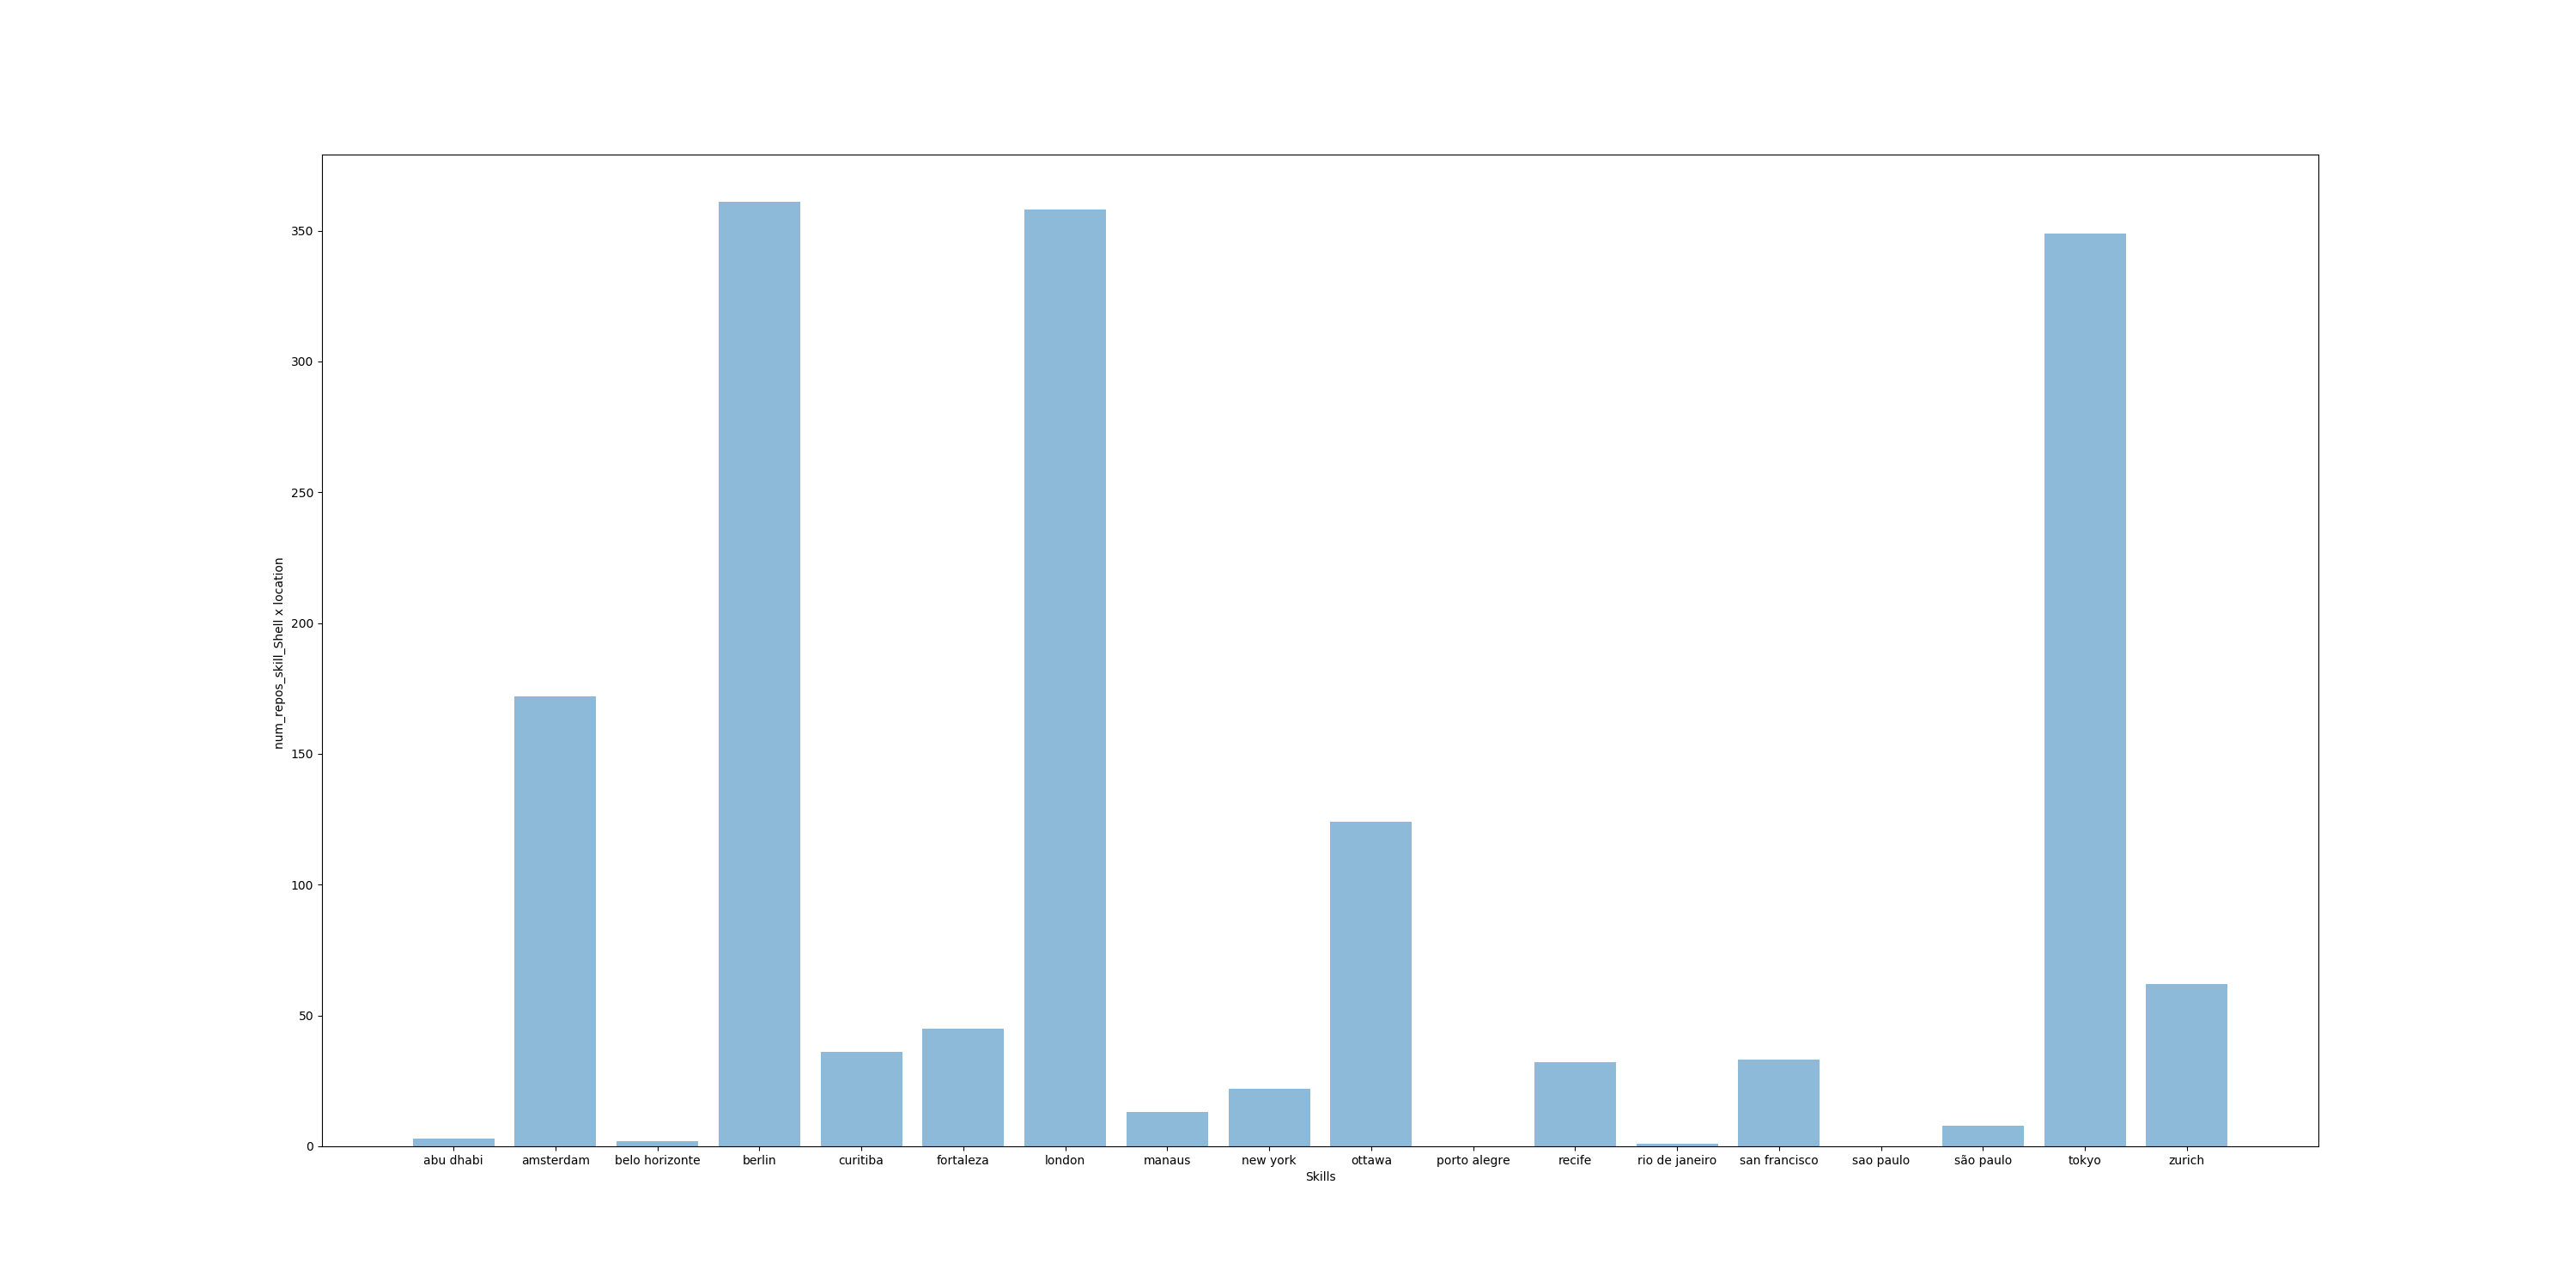 350
300
250
200
150
100
50
0
num_repos_skill_Shell x location
abu dhabi amsterdam belo horizonte berlin curitiba fortaleza london manaus new york ottawa porto alegre recife rio de janeiro san francisco sao paulo são paulo tokyo zurich
Skills